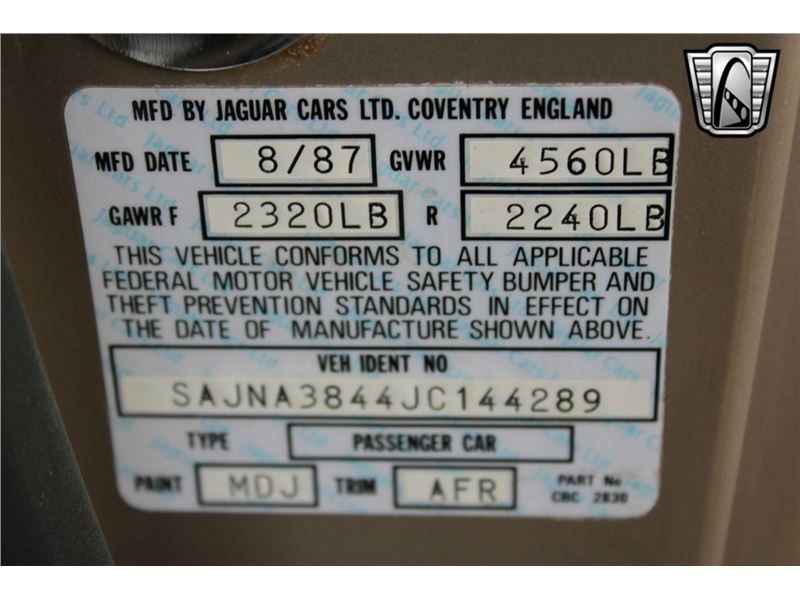 MFD BY JAGUAR CARS LTD. COVENTRY ENGLAND
MFD DATE 8/87 GVWR 4560LB
GAWR F 2320LB R 2240LB
THIS VEHICLE CONFORMS TO ALL APPLICABLE
FEDERAL MOTOR VEHICLE SAFETY BUMPER AND
THEFT PREVENTION STANDARDS IN EFFECT ON
THE DATE OF MANUFACTURE SHOWN ABOVE.
VEH IDENT NO
SAJNA3844JC144289
TYPE PASSENGER CAR
PAINT MDJ TRIM AFR PART No
CBC 2830